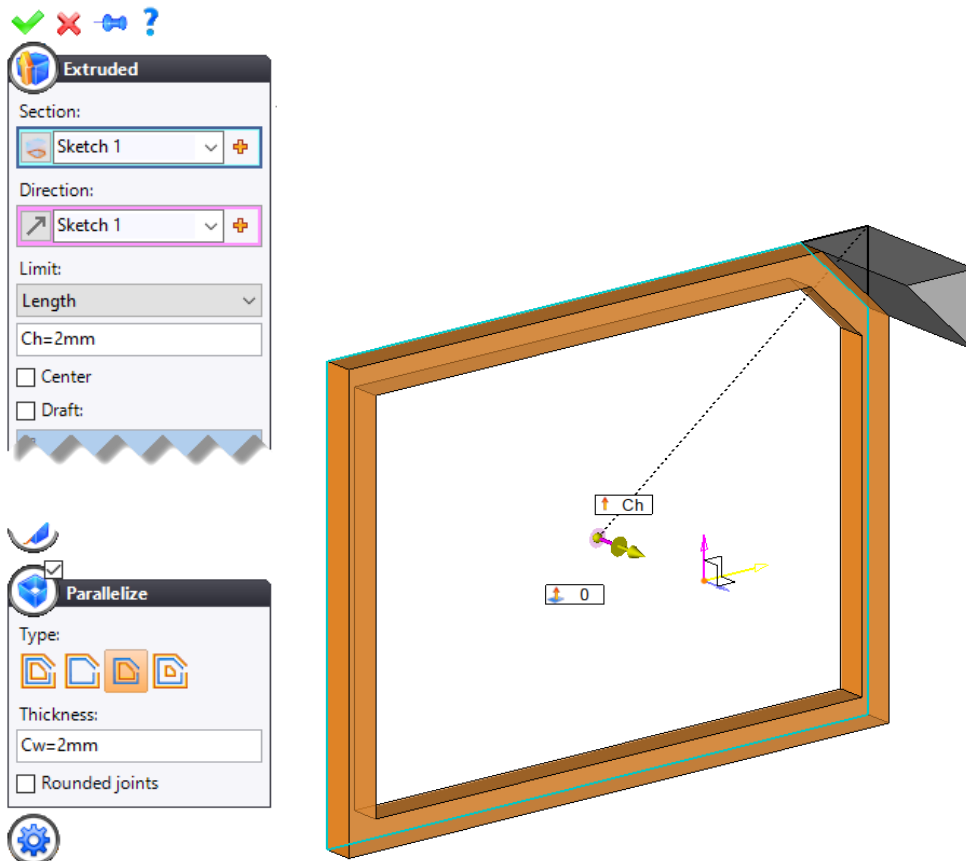 ?
Extruded
Section:
Sketch 1
Direction:
Sketch 1
Limit:
Length
Ch=2mm
Center
Draft:
Ch
0
Parallelize
Type:
Thickness:
Cw=2mm
Rounded joints